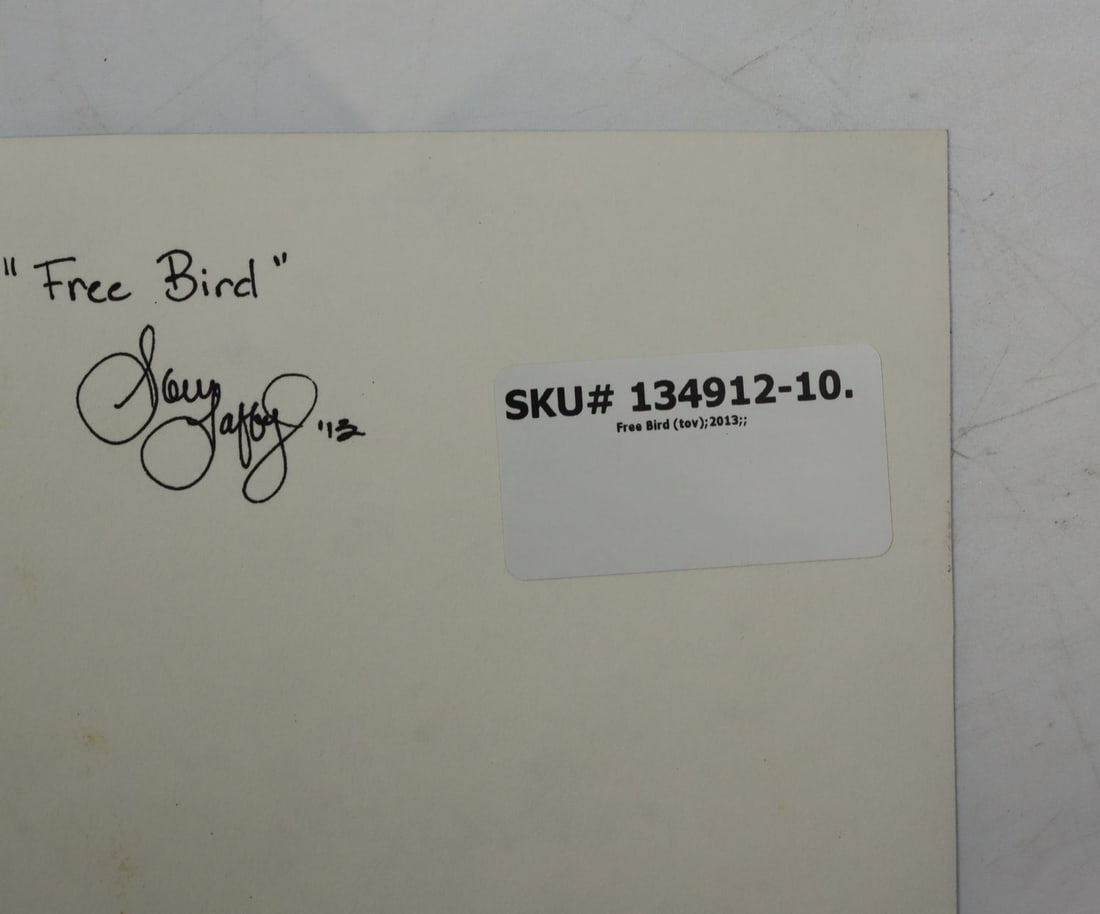 "Free Bird"
'13
SKU# 134912-10.
Free Bird (tov);2013;;